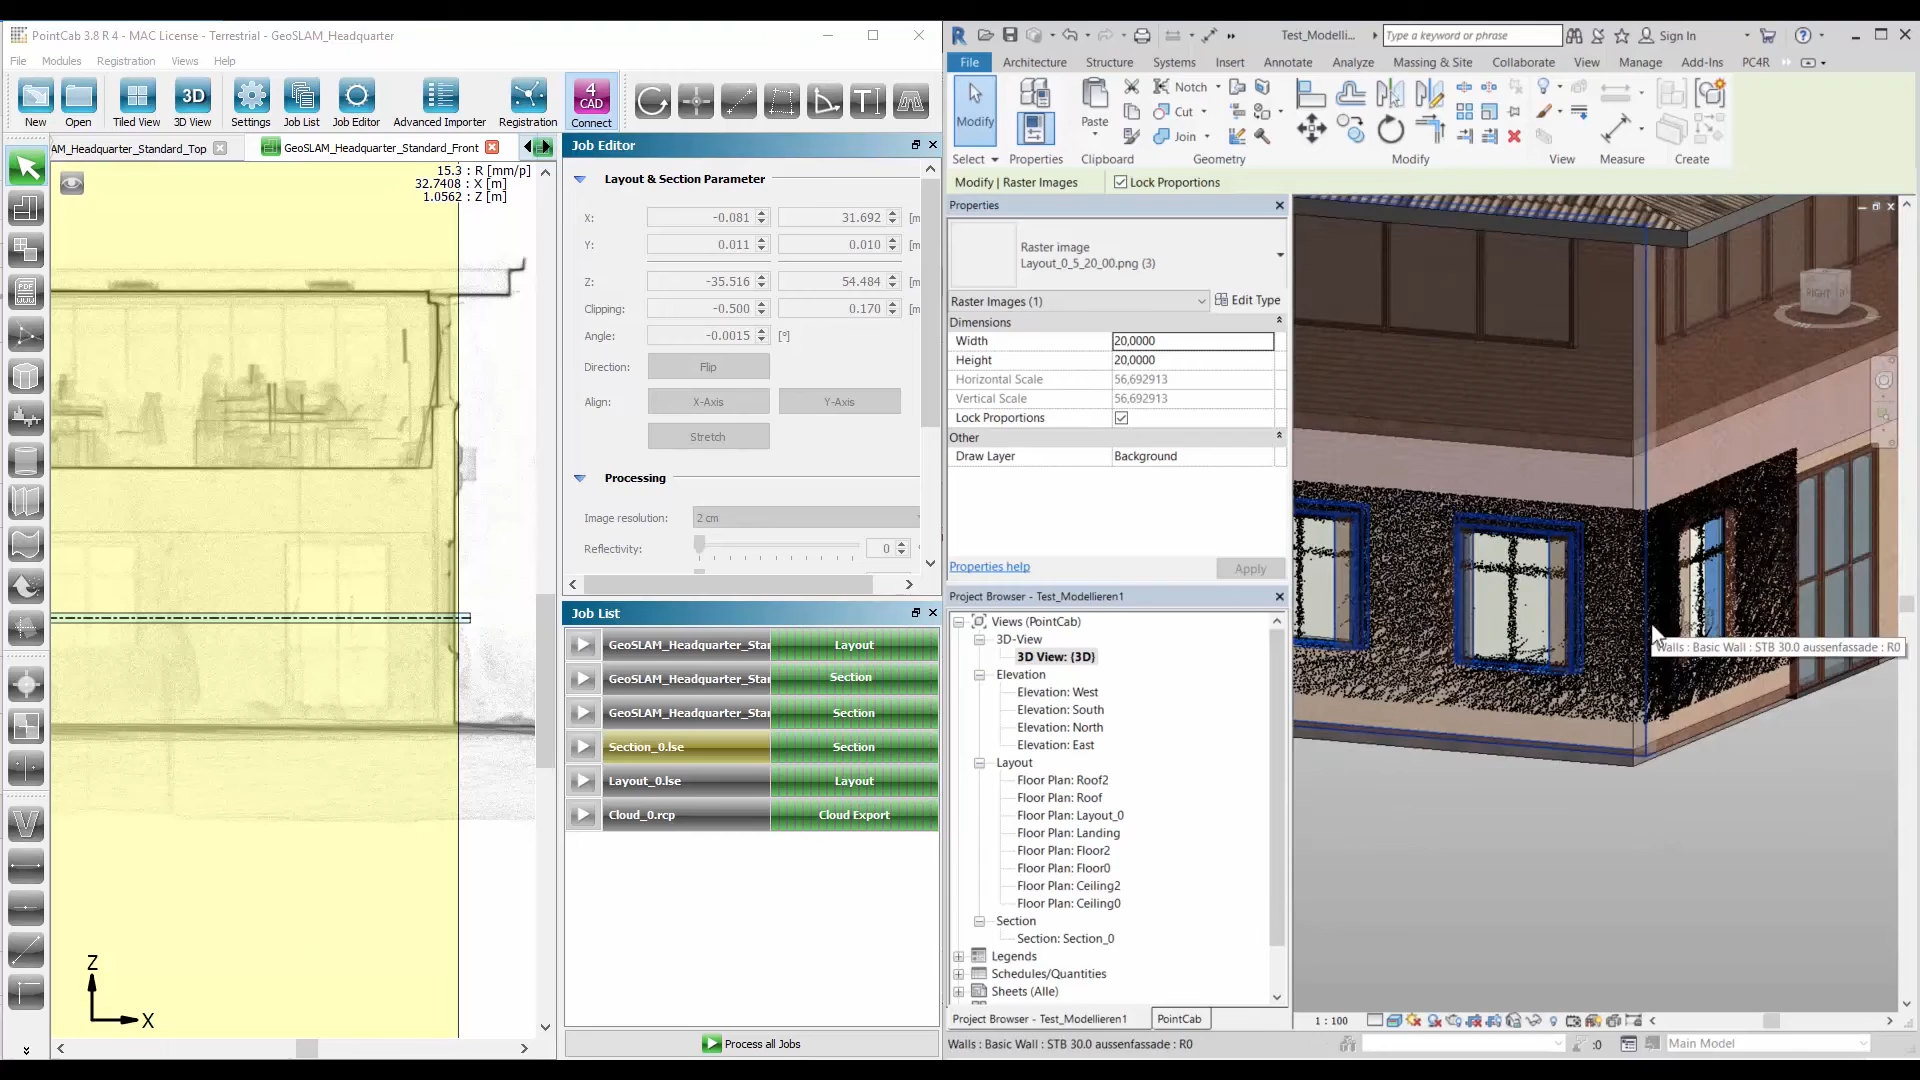 PointCab 3.8 R 4 - MAC License - Terrestrial - GeoSLAM_Headquarter
File Modules Registration Views Help
New Open Tiled View 3D 3D View Settings Job List Job Editor Advanced Importer Registration 4 CAD Connect
AM_Headquarter_Standard_Top
GeoSLAM_Headquarter_Standard_Front
15.3 : R [mm/p]
32.7408 : X [m]
1.0562 : Z [m]
PDF
Z
X
Job Editor
Layout & Section Parameter
X: -0.081 31.692 [m
Y: 0.011 0.010 [m
Z: -35.516 54.484 [m
Clipping: -0.500 0.170 [m
Angle: -0.0015 [°]
Direction: Flip
Align: X-Axis Y-Axis
Stretch
Processing
Image resolution: 2 cm
Reflectivity: 0
Job List
GeoSLAM_Headquarter_Star Layout
GeoSLAM_Headquarter_Star Section
GeoSLAM_Headquarter_Star Section
Section_0.lse Section
Layout_0.lse Layout
Cloud_0.rcp Cloud Export
Process all Jobs
Test_Modelli... Type a keyword or phrase Sign In
File Architecture Structure Systems Insert Annotate Analyze Massing & Site Collaborate View Manage Add-Ins PC4R
Modify Paste Notch
Cut
Join
Select Properties Clipboard Geometry Modify View Measure Create
Modify | Raster Images Lock Proportions
Properties
Raster image
Layout_0_5_20_00.png (3)
Raster Images (1) Edit Type
Dimensions
Width 20,0000
Height 20,0000
Horizontal Scale 56,692913
Vertical Scale 56,692913
Lock Proportions
Other
Draw Layer Background
Properties help Apply
Project Browser - Test_Modellieren1
Views (PointCab)
3D-View
3D View: {3D}
Elevation
Elevation: West
Elevation: South
Elevation: North
Elevation: East
Layout
Floor Plan: Roof2
Floor Plan: Roof
Floor Plan: Layout_0
Floor Plan: Landing
Floor Plan: Floor2
Floor Plan: Floor0
Floor Plan: Ceiling2
Floor Plan: Ceiling0
Section
Section: Section_0
Legends
Schedules/Quantities
Sheets (Alle)
Project Browser - Test_Modellieren1 PointCab
RIGHT
Walls : Basic Wall : STB 30.0 aussenfassade : R0
1 : 100
Walls : Basic Wall : STB 30.0 aussenfassade : R0
:0 Main Model